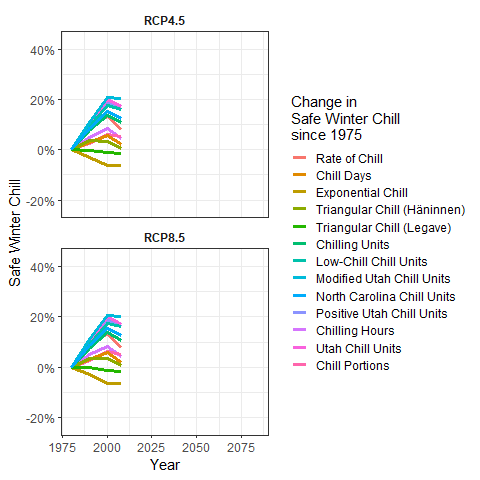 RCP4.5
40%
20%
0%
-20%
RCP8.5
40%
20%
0%
-20%
1975 2000 2025 2050 2075
Year
Safe Winter Chill
Change in
Safe Winter Chill
since 1975
Rate of Chill
Chill Days
Exponential Chill
Triangular Chill (Häninnen)
Triangular Chill (Legave)
Chilling Units
Low-Chill Chill Units
Modified Utah Chill Units
North Carolina Chill Units
Positive Utah Chill Units
Chilling Hours
Utah Chill Units
Chill Portions